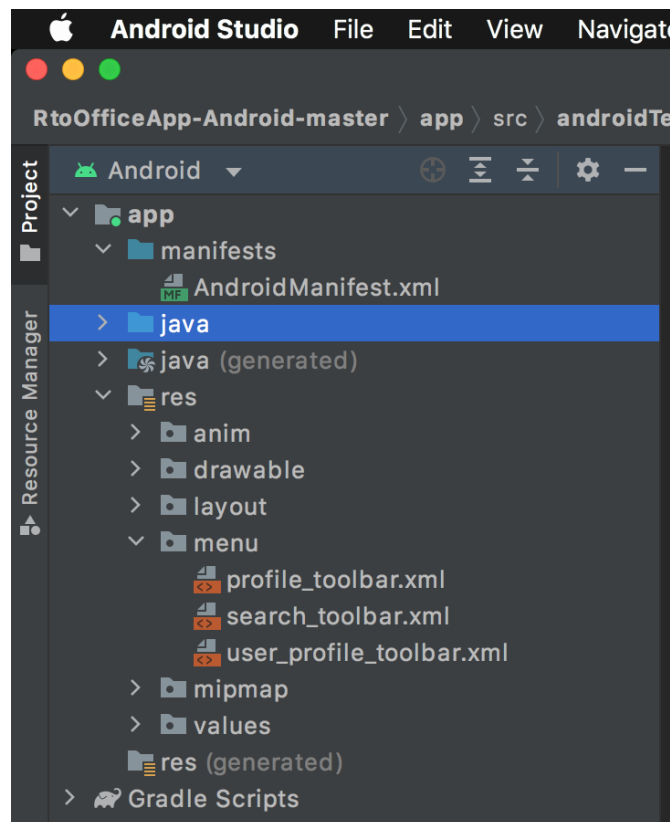 Android Studio File Edit View Navigate
RtoOfficeApp-Android-master 〉 app 〉 src 〉 androidTe
Project
Resource Manager
Android
app
manifests
MF AndroidManifest.xml
java
java (generated)
res
anim
drawable
layout
menu
<> profile_toolbar.xml
<> search_toolbar.xml
<> user_profile_toolbar.xml
mipmap
values
res (generated)
Gradle Scripts